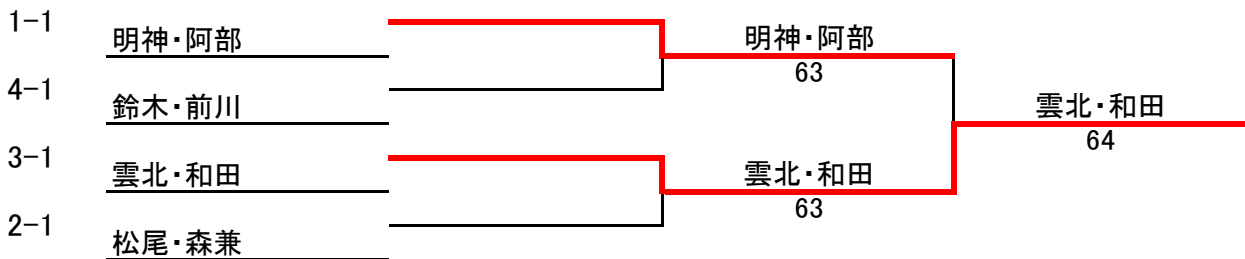 1-1
明神・阿部
明神・阿部
63
4-1
鈴木・前川
雲北・和田
64
3-1
雲北・和田
雲北・和田
63
2-1
松尾・森兼